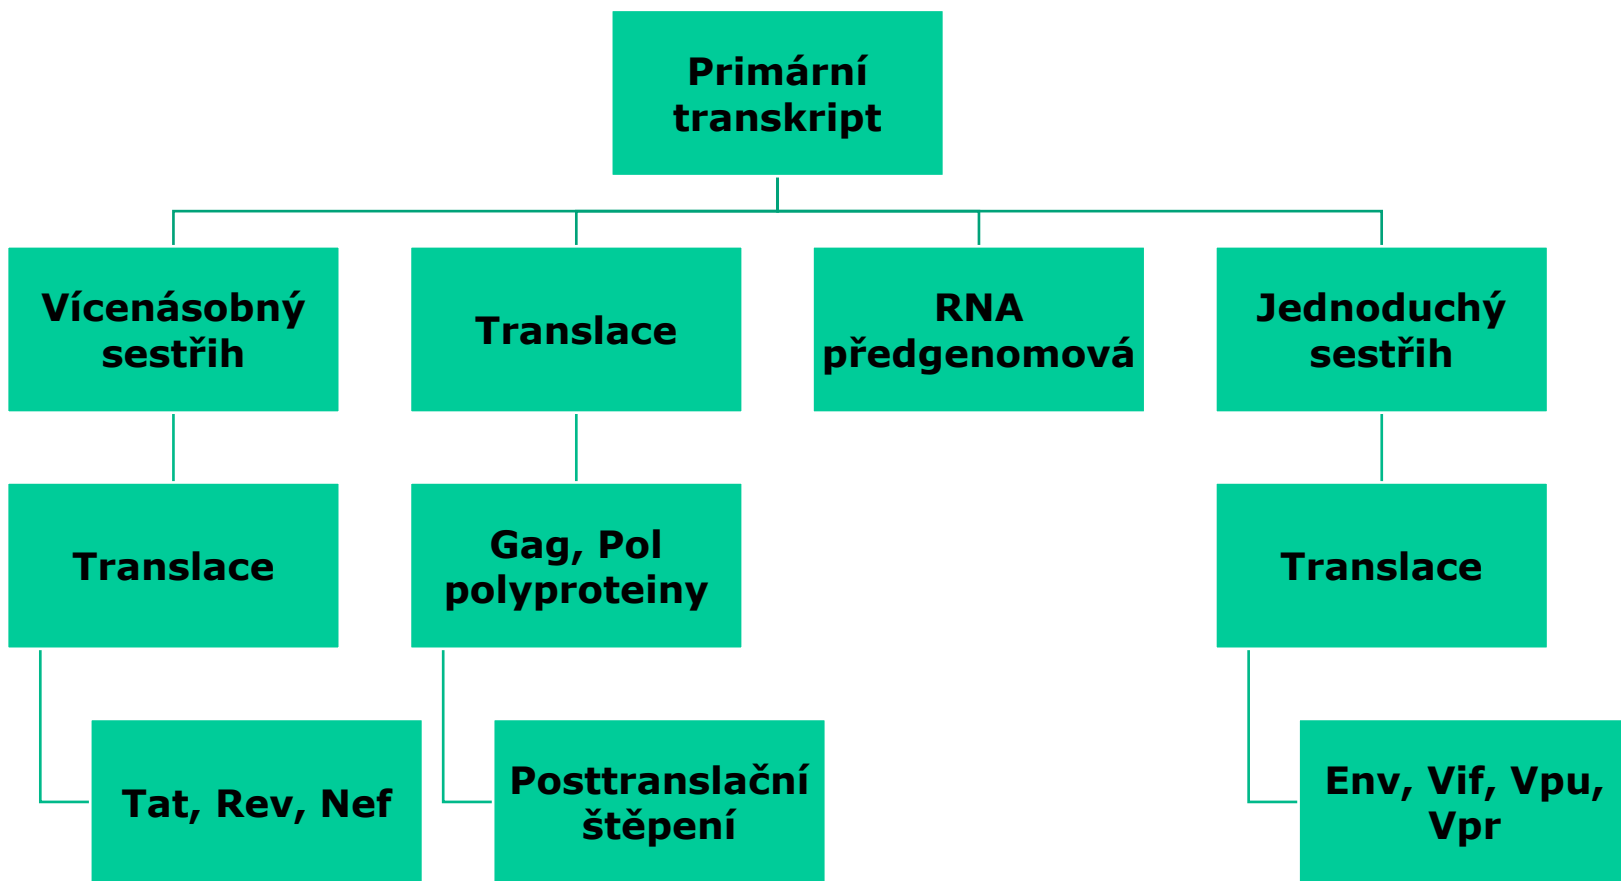 Primární
transkript
Vícenásobný
sestřih
Translace
RNA
předgenomová
Jednoduchý
sestřih
Translace
Gag, Pol
polyproteiny
Translace
Tat, Rev, Nef
Posttranslační
štěpení
Env, Vif, Vpu,
Vpr